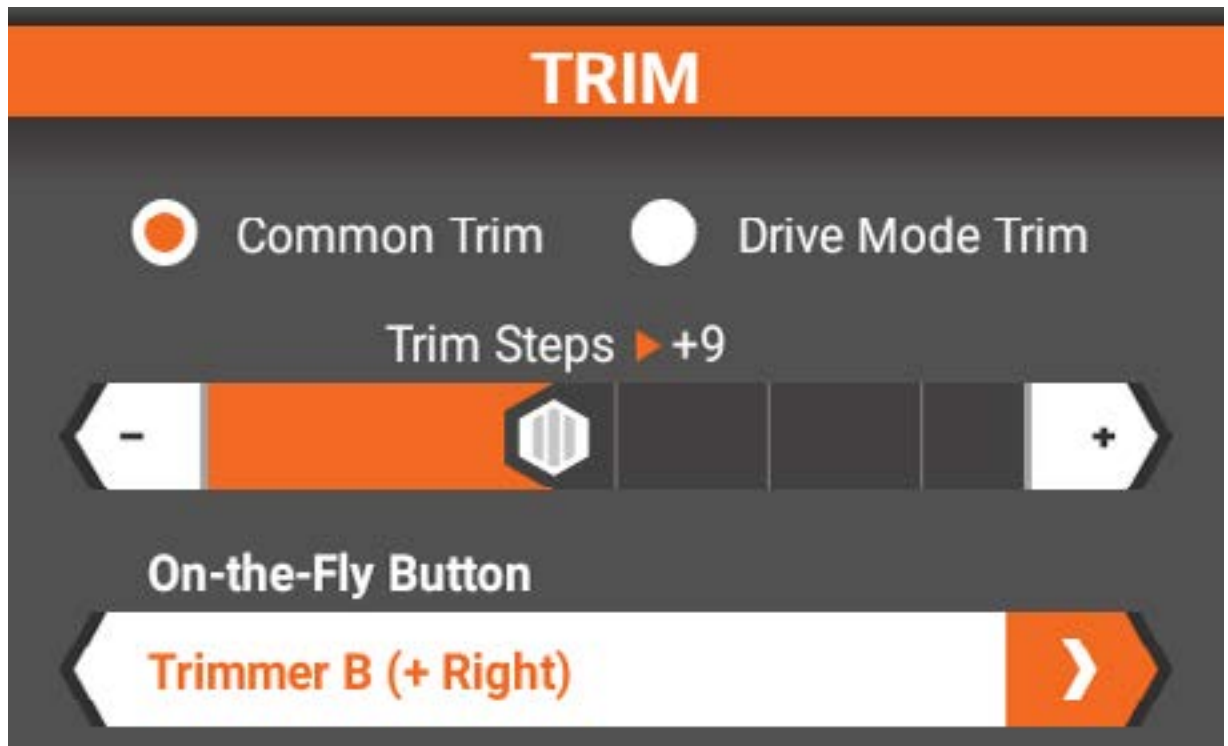 TRIM
Common Trim Drive Mode Trim
Trim Steps ▶ +9
- +
On-the-Fly Button
Trimmer B (+ Right)